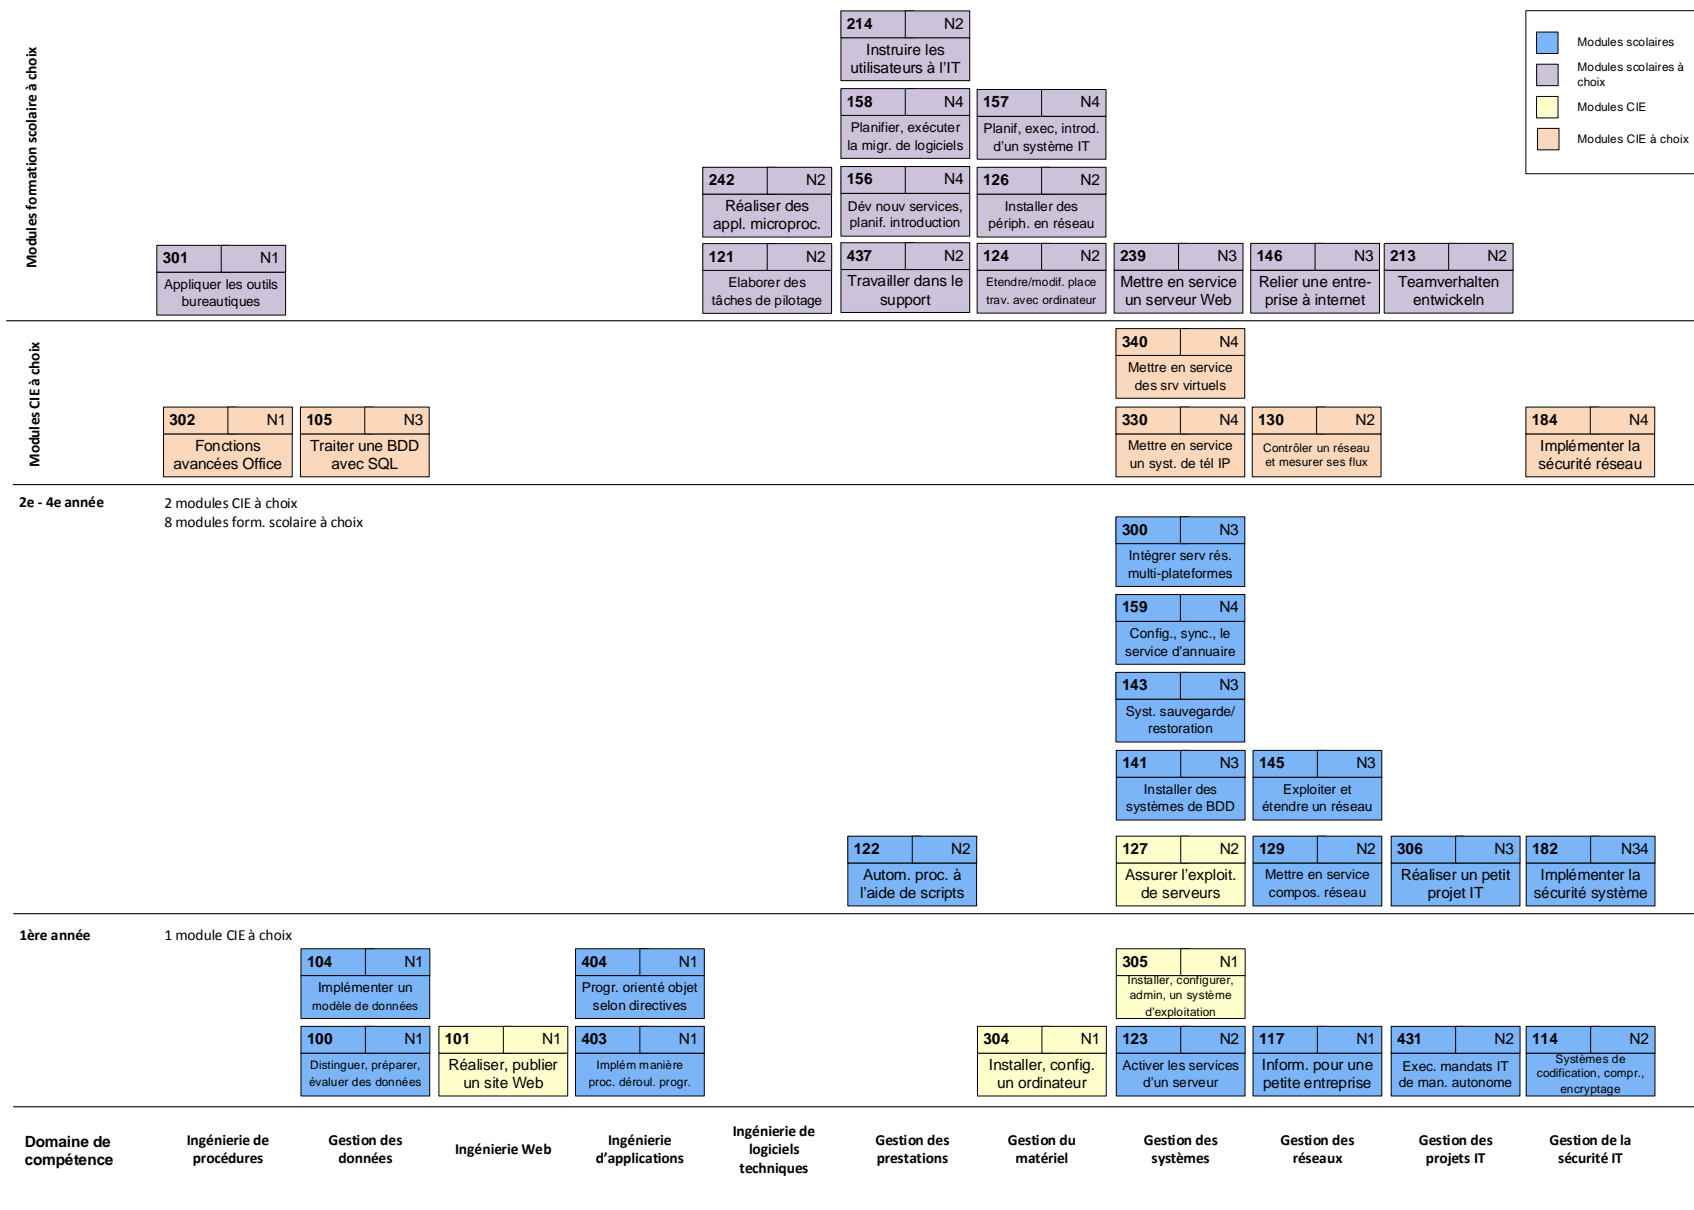 Modules formation scolaire à choix
214 N2
Instruire les
utilisateurs à l'IT
158 N4
Planifier, exécuter
la migr. de logiciels
157 N4
Planif, exec, introd.
d'un système IT
242 N2
Réaliser des
appl. microproc.
156 N4
Dév nouv services,
planif. introduction
126 N2
Installer des
périph. en réseau
301 N1
Appliquer les outils
bureautiques
121 N2
Elaborer des
tâches de pilotage
437 N2
Travailler dans le
support
124 N2
Etendre/modif. place
trav. avec ordinateur
239 N3
Mettre en service
un serveur Web
146 N3
Relier une entre-
prise à internet
213 N2
Teamverhalten
entwickeln
Modules scolaires
Modules scolaires à
choix
Modules CIE
Modules CIE à choix
Modules CIE à choix
340 N4
Mettre en service
des srv virtuels
302 N1
Fonctions
avancées Office
105 N3
Traiter une BDD
avec SQL
330 N4
Mettre en service
un syst. de tél IP
130 N2
Contrôler un réseau
et mesurer ses flux
184 N4
Implémenter la
sécurité réseau
2e - 4e année
2 modules CIE à choix
8 modules form. scolaire à choix
300 N3
Intégrer serv rés.
multi-plateformes
159 N4
Config., sync., le
service d'annuaire
143 N3
Syst. sauvegarde/
restoration
141 N3
Installer des
systèmes de BDD
145 N3
Exploiter et
étendre un réseau
122 N2
Autom. proc. à
l'aide de scripts
127 N2
Assurer l'exploit.
de serveurs
129 N2
Mettre en service
compos. réseau
306 N3
Réaliser un petit
projet IT
182 N34
Implémenter la
sécurité système
1ère année
1 module CIE à choix
104 N1
Implémenter un
modèle de données
404 N1
Progr. orienté objet
selon directives
305 N1
Installer, configurer,
admin, un système
d'exploitation
100 N1
Distinguer, préparer,
évaluer des données
101 N1
Réaliser, publier
un site Web
403 N1
Implém manière
proc. déroul. progr.
304 N1
Installer, config.
un ordinateur
123 N2
Activer les services
d'un serveur
117 N1
Inform. pour une
petite entreprise
431 N2
Exec. mandats IT
de man. autonome
114 N2
Systèmes de
codification, compr.,
encryptage
Domaine de
compétence
Ingénierie de
procédures
Gestion des
données
Ingénierie Web
Ingénierie
d'applications
Ingénierie de
logiciels
techniques
Gestion des
prestations
Gestion du
matériel
Gestion des
systèmes
Gestion des
réseaux
Gestion des
projets IT
Gestion de la
sécurité IT